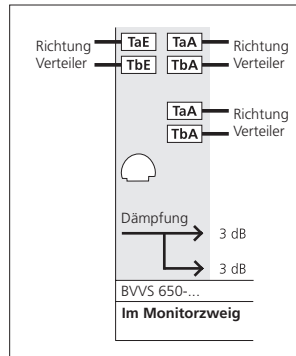 Richtung
Verteiler
TaE
TbE
TaA
TbA
Richtung
Verteiler
TaA
TbA
Richtung
Verteiler
Dämpfung
3 dB
3 dB
BVVS 650-...
Im Monitorzweig